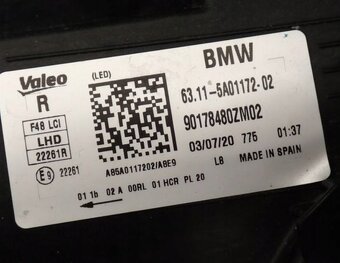 Valeo (LED) BMW
R 63.11-5A01172-02
F48 LCI 90178480ZM02
LHD 03/07/20 775 01:37
22261R L8 MADE IN SPAIN
E9 22261 A85A0117202/A8E9
01 1b 02 A 00RL 01 HCR PL 20